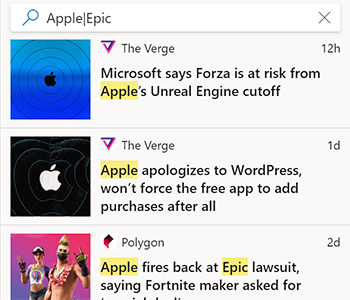 Apple|Epic
The Verge 12h
Microsoft says Forza is at risk from
Apple's Unreal Engine cutoff
The Verge 1d
Apple apologizes to WordPress,
won't force the free app to add
purchases after all
Polygon 2d
Apple fires back at Epic lawsuit,
saying Fortnite maker asked for